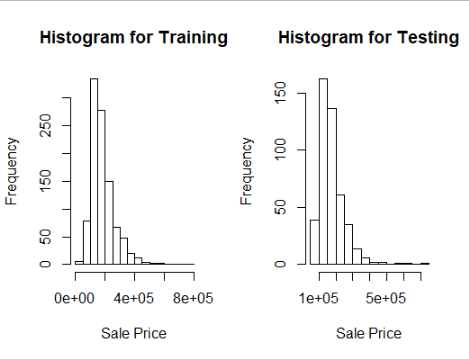 Histogram for Training
Frequency
0
50
150
250
0e+00
4e+05
8e+05
Sale Price
Histogram for Testing
Frequency
0
50
100
150
1e+05
5e+05
Sale Price